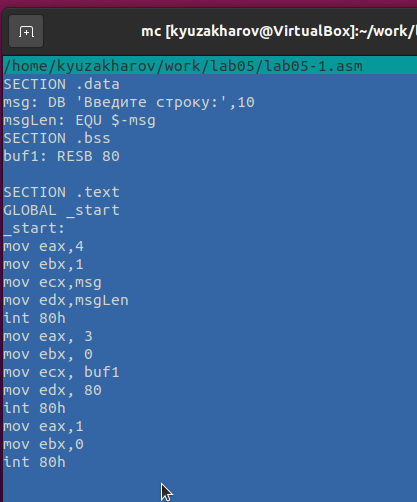 mc [kyuzakharov@VirtualBox]:~/work/
/home/kyuzakharov/work/lab05/lab05-1.asm
SECTION .data
msg: DB 'Введите строку:',10
msgLen: EQU $-msg
SECTION .bss
buf1: RESB 80
SECTION .text
GLOBAL _start
_start:
mov eax,4
mov ebx,1
mov ecx,msg
mov edx,msgLen
int 80h
mov eax, 3
mov ebx, 0
mov ecx, buf1
mov edx, 80
int 80h
mov eax,1
mov ebx,0
int 80h